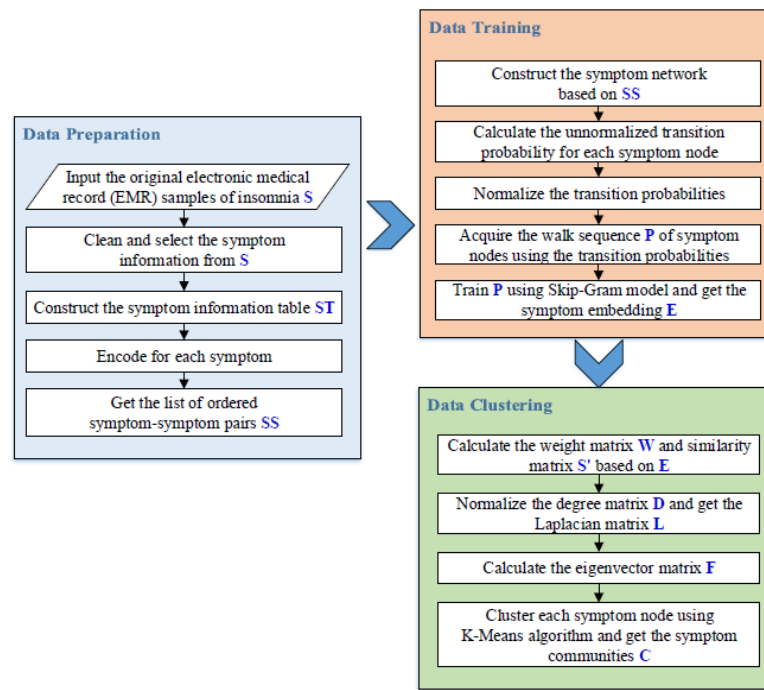 Data Preparation
Input the original electronic medical
record (EMR) samples of insomnia S
Clean and select the symptom
information from S
Construct the symptom information table ST
Encode for each symptom
Get the list of ordered
symptom-symptom pairs SS
Data Training
Construct the symptom network
based on SS
Calculate the unnormalized transition
probability for each symptom node
Normalize the transition probabilities
Acquire the walk sequence P of symptom
nodes using the transition probabilities
Train P using Skip-Gram model and get the
symptom embedding E
Data Clustering
Calculate the weight matrix W and similarity
matrix S' based on E
Normalize the degree matrix D and get the
Laplacian matrix L
Calculate the eigenvector matrix F
Cluster each symptom node using
K-Means algorithm and get the symptom
communities C